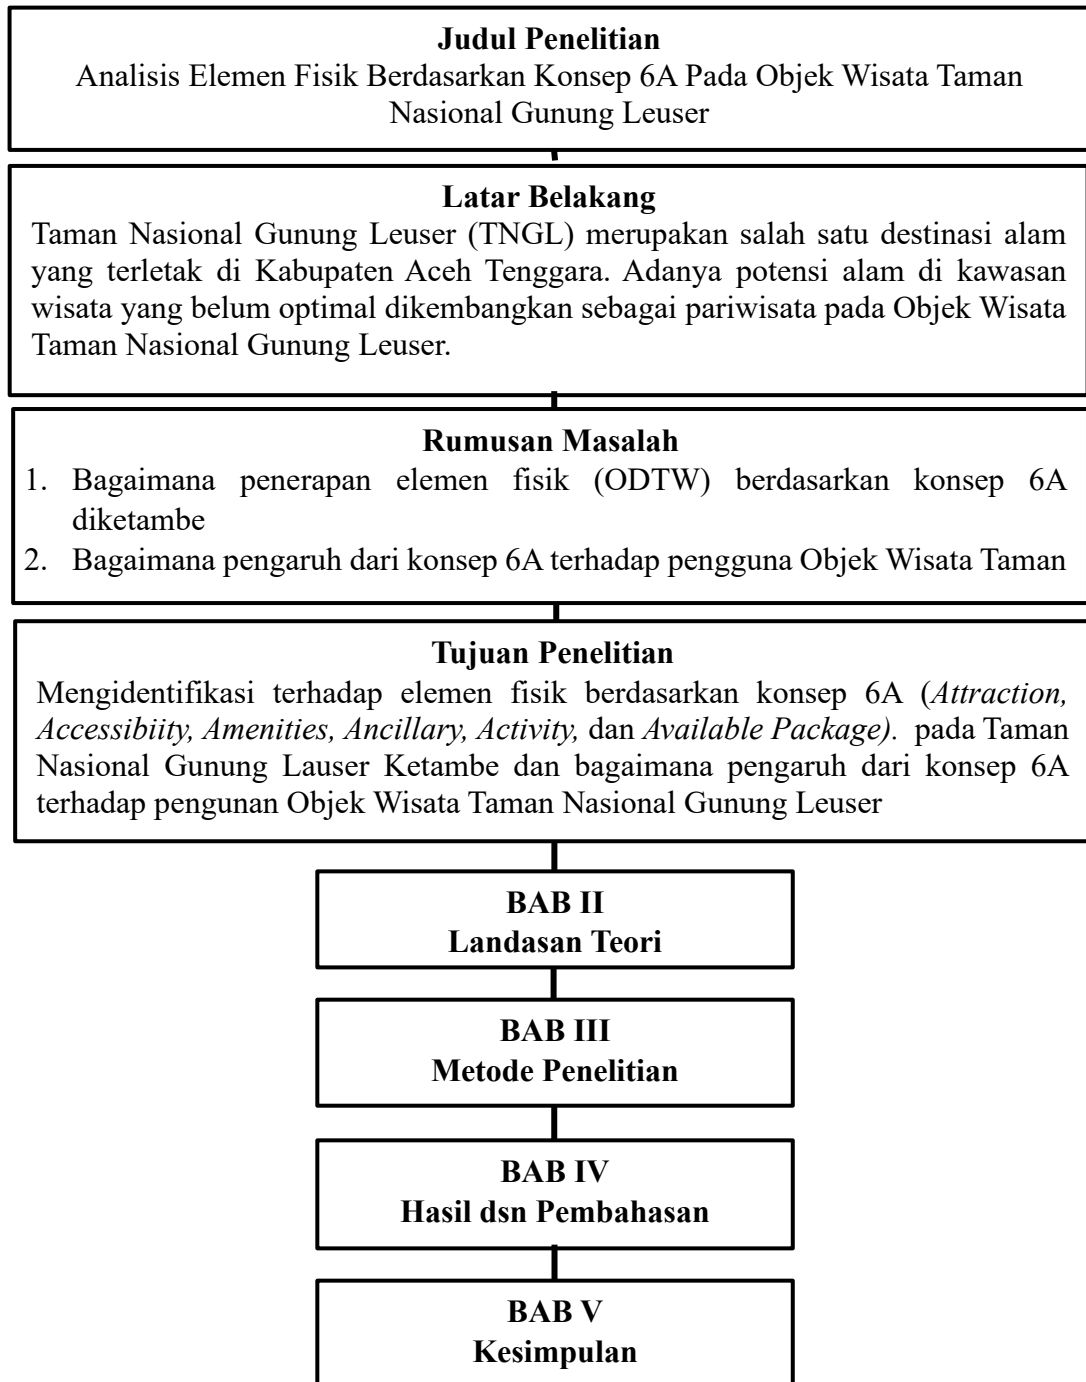 Judul Penelitian
Analisis Elemen Fisik Berdasarkan Konsep 6A Pada Objek Wisata Taman
Nasional Gunung Leuser
Latar Belakang
Taman Nasional Gunung Leuser (TNGL) merupakan salah satu destinasi alam
yang terletak di Kabupaten Aceh Tenggara. Adanya potensi alam di kawasan
wisata yang belum optimal dikembangkan sebagai pariwisata pada Objek Wisata
Taman Nasional Gunung Leuser.
Rumusan Masalah
1. Bagaimana penerapan elemen fisik (ODTW) berdasarkan konsep 6A
diketambe
2. Bagaimana pengaruh dari konsep 6A terhadap pengguna Objek Wisata Taman
Tujuan Penelitian
Mengidentifikasi terhadap elemen fisik berdasarkan konsep 6A (Attraction,
Accessibiity, Amenities, Ancillary, Activity, dan Available Package). pada Taman
Nasional Gunung Lauser Ketambe dan bagaimana pengaruh dari konsep 6A
terhadap pengunan Objek Wisata Taman Nasional Gunung Leuser
BAB II
Landasan Teori
BAB III
Metode Penelitian
BAB IV
Hasil dsn Pembahasan
BAB V
Kesimpulan